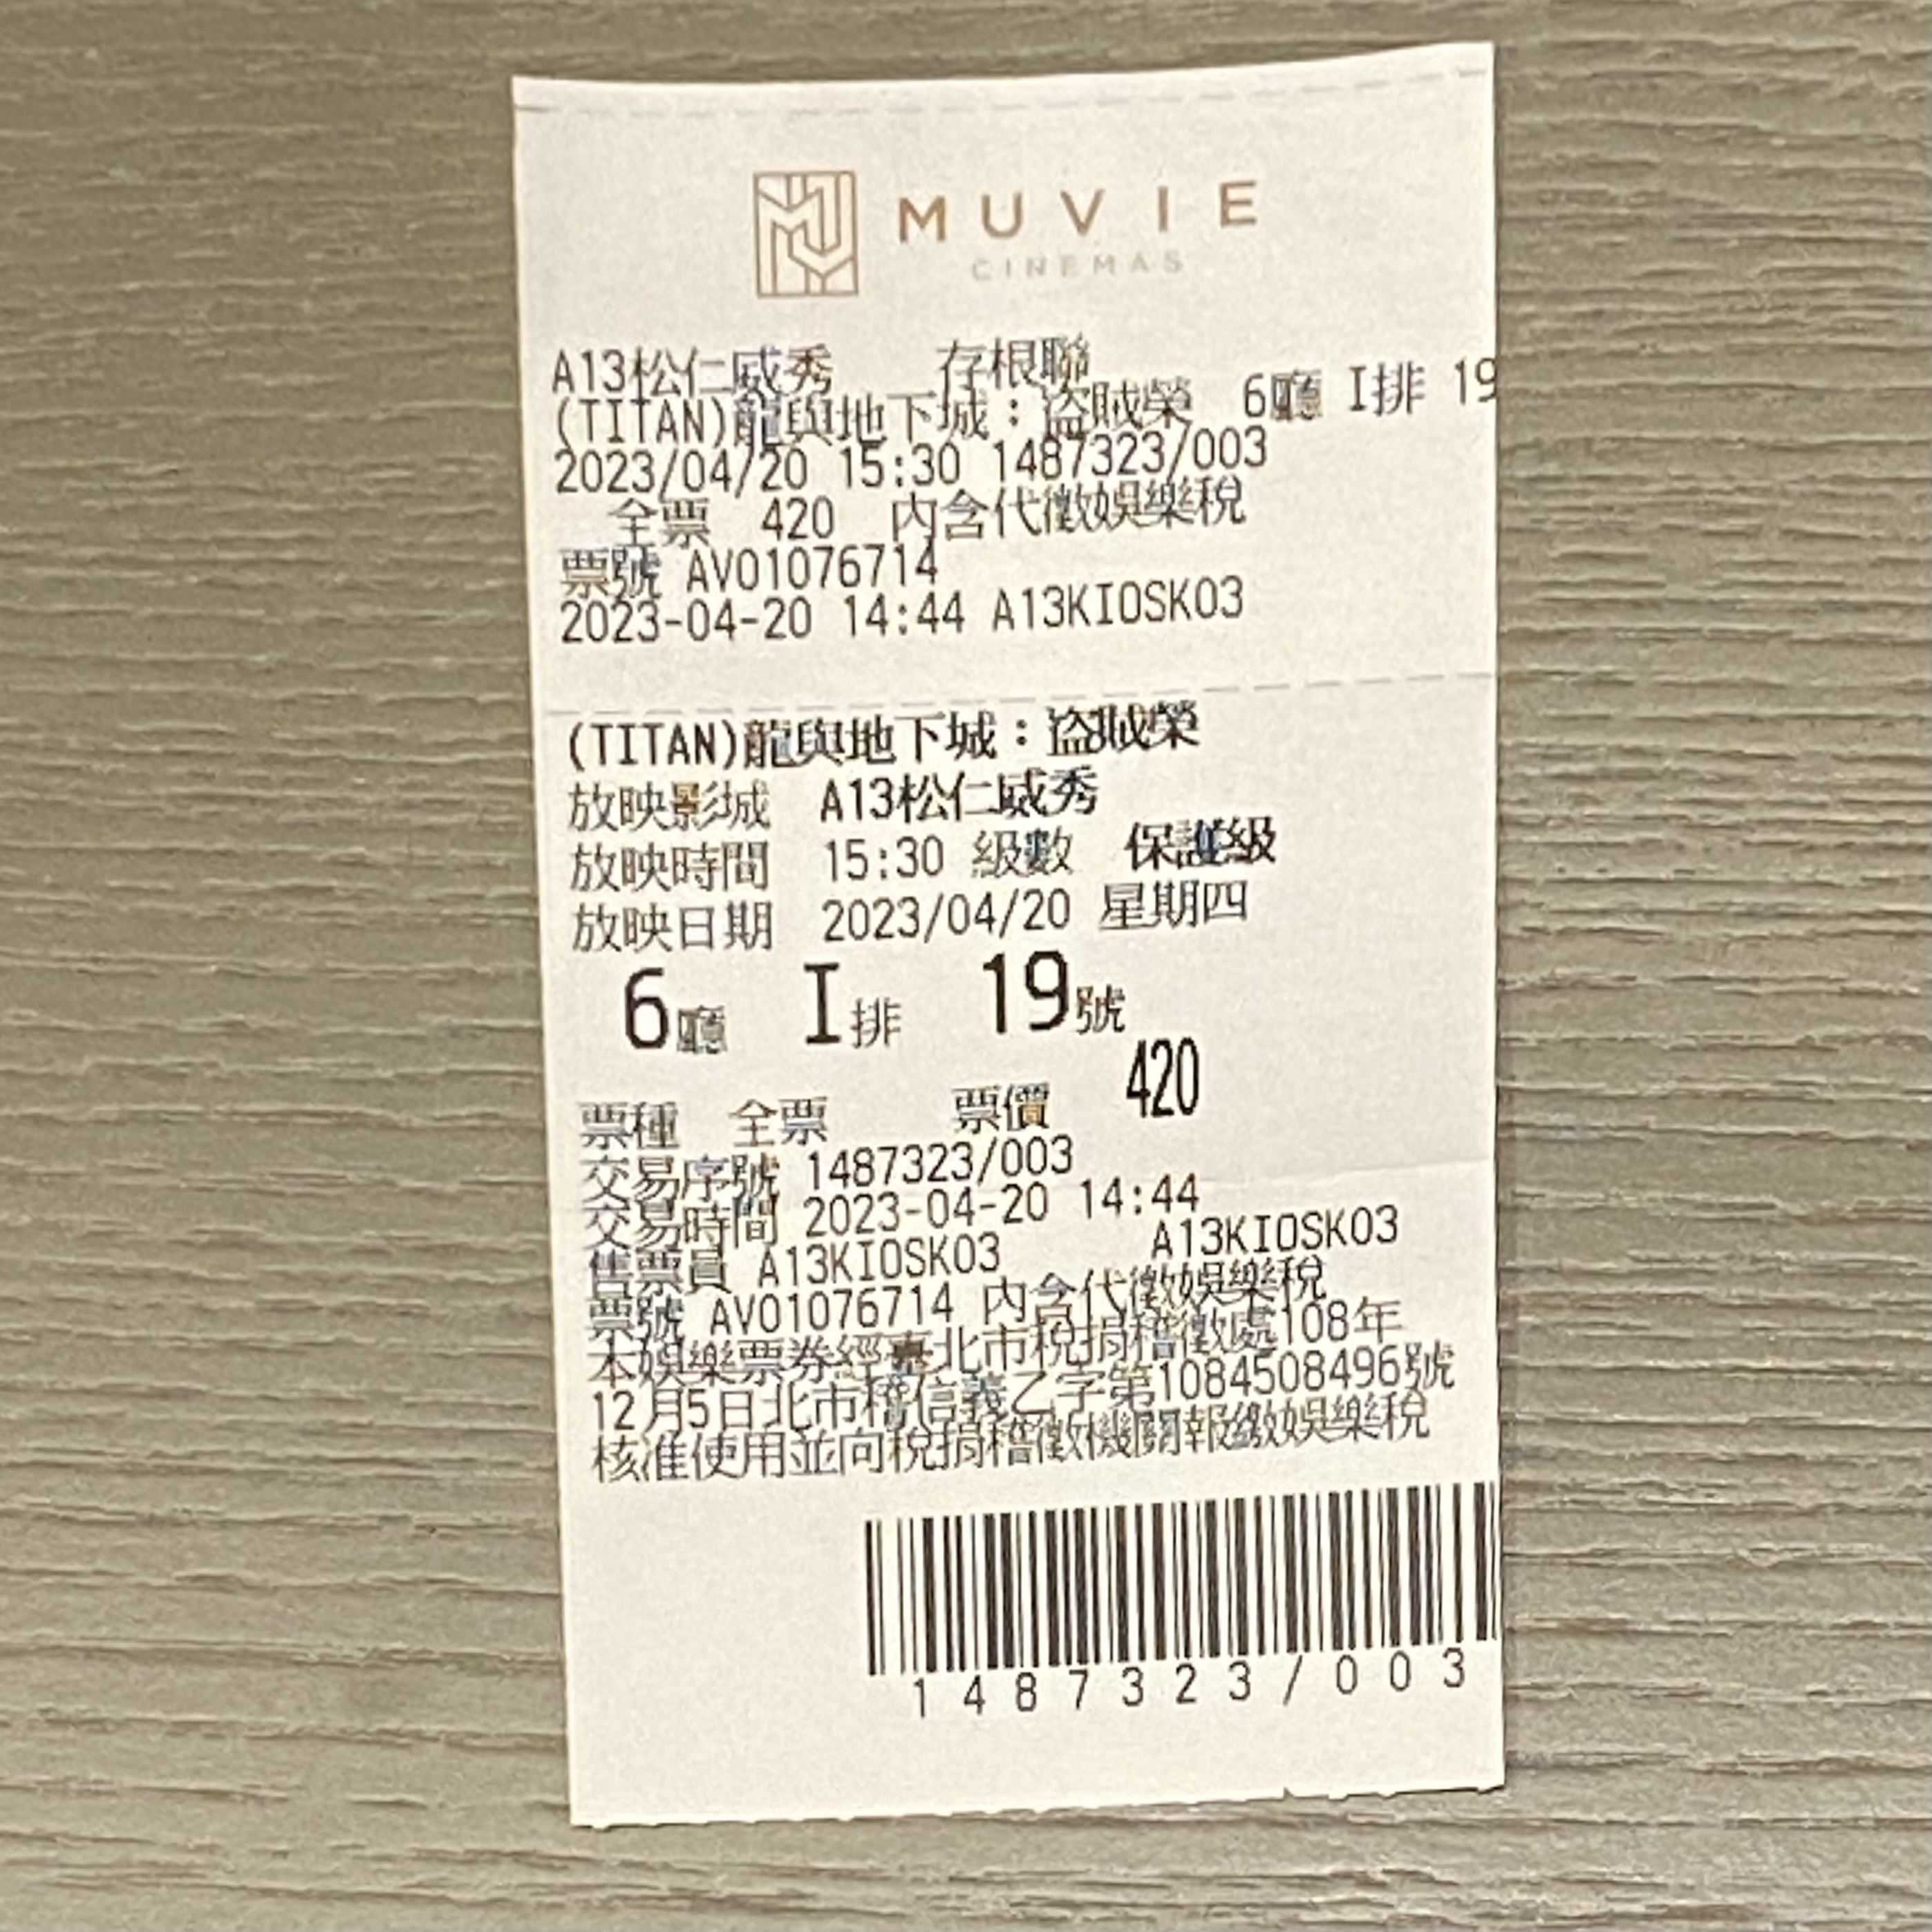 MUVIE
CINEMAS
A13松仁威秀 存根聯
(TITAN)龍與地下城：盜賊榮 6廳 I排 19
2023/04/20 15:30 1487323/003
全票 420 內含代徵娛樂稅
票號 AV01076714
2023-04-20 14:44 A13KIOSK03
(TITAN)龍與地下城：盜賊榮
放映影城 A13松仁威秀
放映時間 15:30 級數 保護級
放映日期 2023/04/20 星期四
6廳 I排 19號
票種 全票 票價 420
交易序號 1487323/003
交易時間 2023-04-20 14:44
售票員 A13KIOSK03 A13KIOSK03
票號 AV01076714 內含代徵娛樂稅
本娛樂票券經臺北市稅捐稽徵處108年
12月5日北市稽信義乙字第1084508496號
核准使用並向稅捐稽徵機關報繳娛樂稅
1487323/003